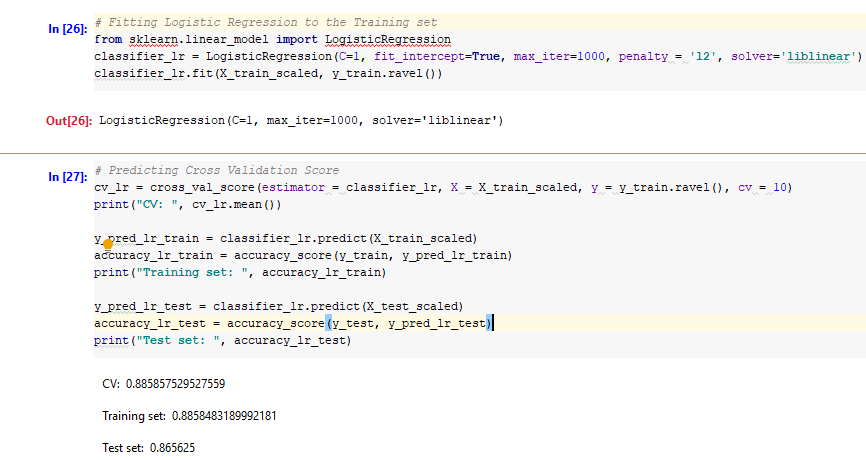 In [26]: # Fitting Logistic Regression to the Training set
from sklearn.linear_model import LogisticRegression
classifier_lr = LogisticRegression(C=1, fit_intercept=True, max_iter=1000, penalty = 'l2', solver='liblinear')
classifier_lr.fit(X_train_scaled, y_train.ravel())
Out[26]: LogisticRegression(C=1, max_iter=1000, solver='liblinear')
In [27]: # Predicting Cross Validation Score
cv_lr = cross_val_score(estimator = classifier_lr, X = X_train_scaled, y = y_train.ravel(), cv = 10)
print("CV: ", cv_lr.mean())
y_pred_lr_train = classifier_lr.predict(X_train_scaled)
accuracy_lr_train = accuracy_score(y_train, y_pred_lr_train)
print("Training set: ", accuracy_lr_train)
y_pred_lr_test = classifier_lr.predict(X_test_scaled)
accuracy_lr_test = accuracy_score(y_test, y_pred_lr_test)
print("Test set: ", accuracy_lr_test)
CV: 0.885857529527559
Training set: 0.8858483189992181
Test set: 0.865625